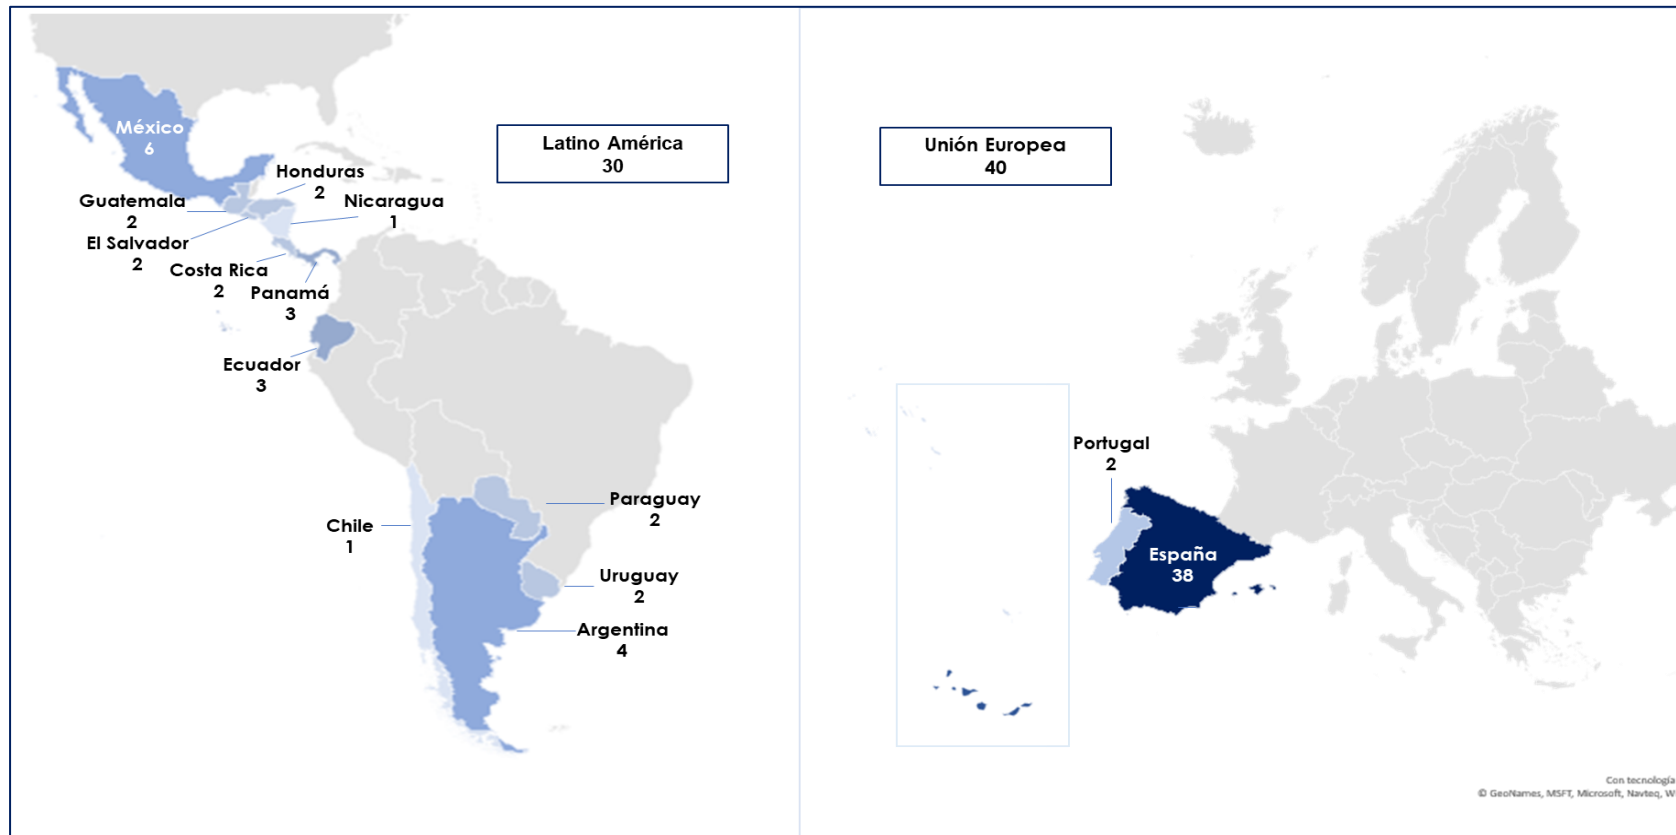 Latino América
30
México
6
Honduras
2
Guatemala
2
Nicaragua
1
El Salvador
2
Costa Rica
2
Panamá
3
Ecuador
3
Paraguay
2
Chile
1
Uruguay
2
Argentina
4
Unión Europea
40
Portugal
2
España
38
Con tecnología
© GeoNames, MSFT, Microsoft, Navteq, W